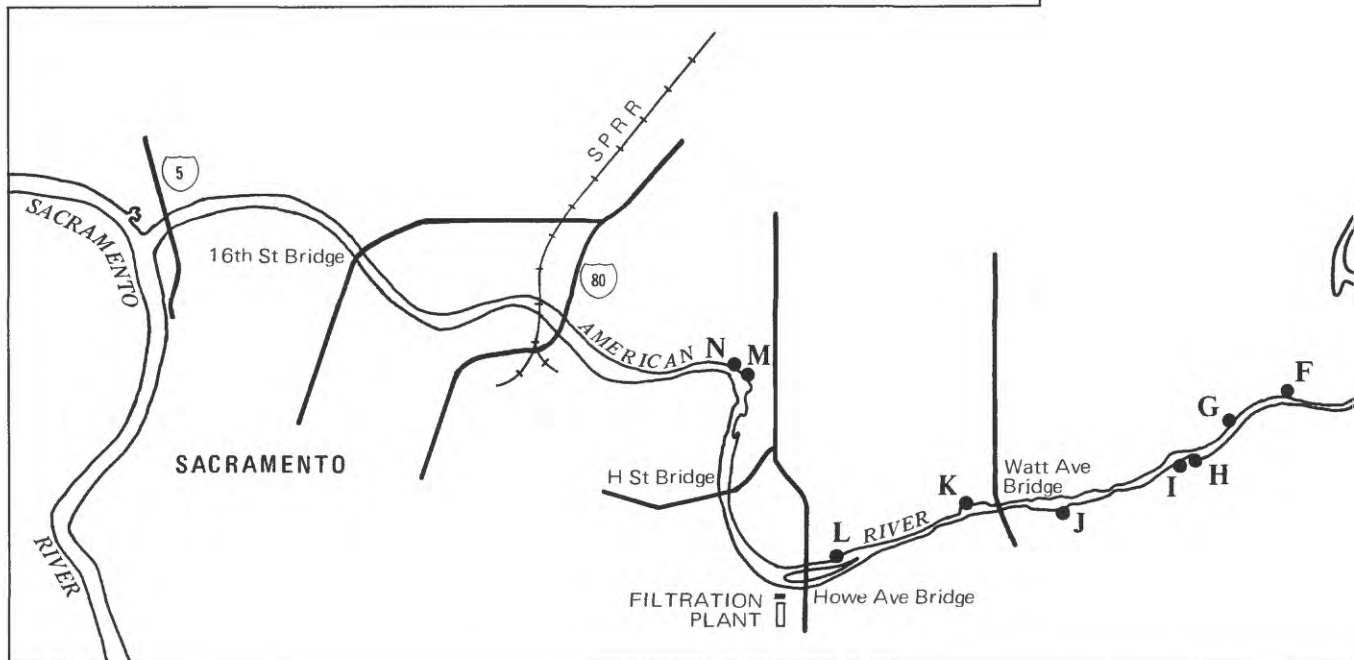 SPRR
5
SACRAMENTO
RIVER
16th St Bridge
80
AMERICAN
RIVER
N
M
F
G
H
I
SACRAMENTO
H St Bridge
K
Watt Ave
Bridge
J
L
FILTRATION
PLANT
Howe Ave Bridge